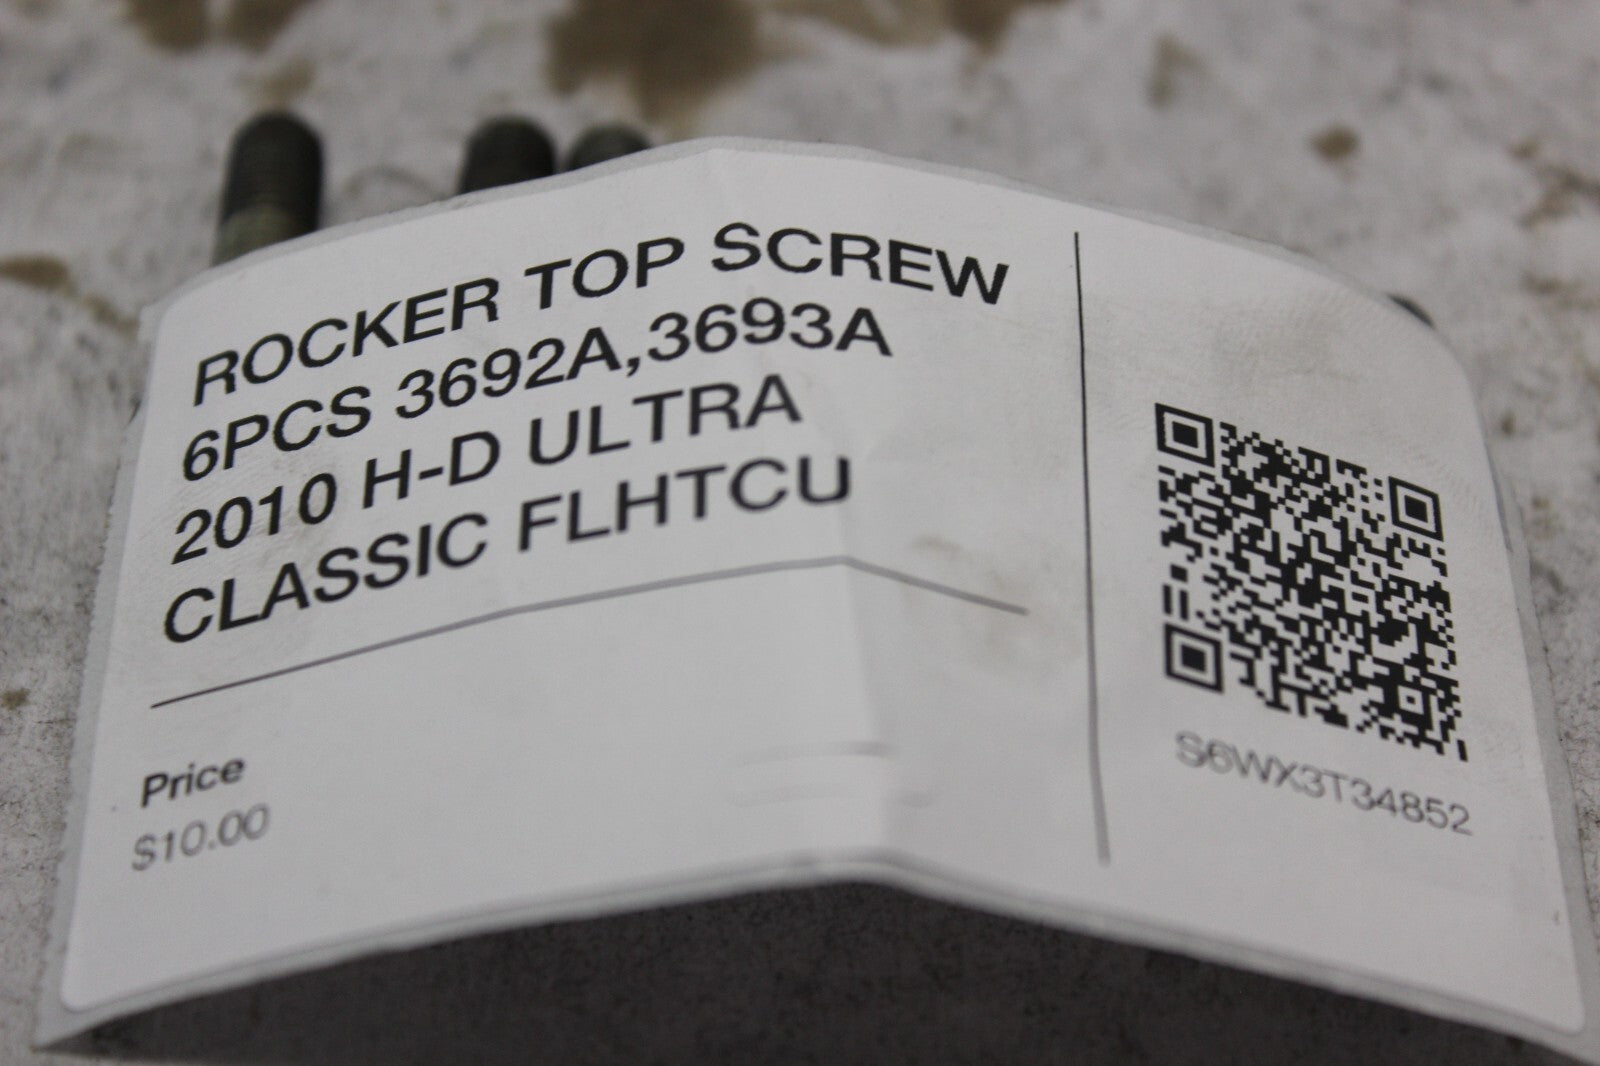 ROCKER TOP SCREW
6PCS 3692A,3693A
2010 H-D ULTRA
CLASSIC FLHTCU
Price
$10.00
S6WX3T34852